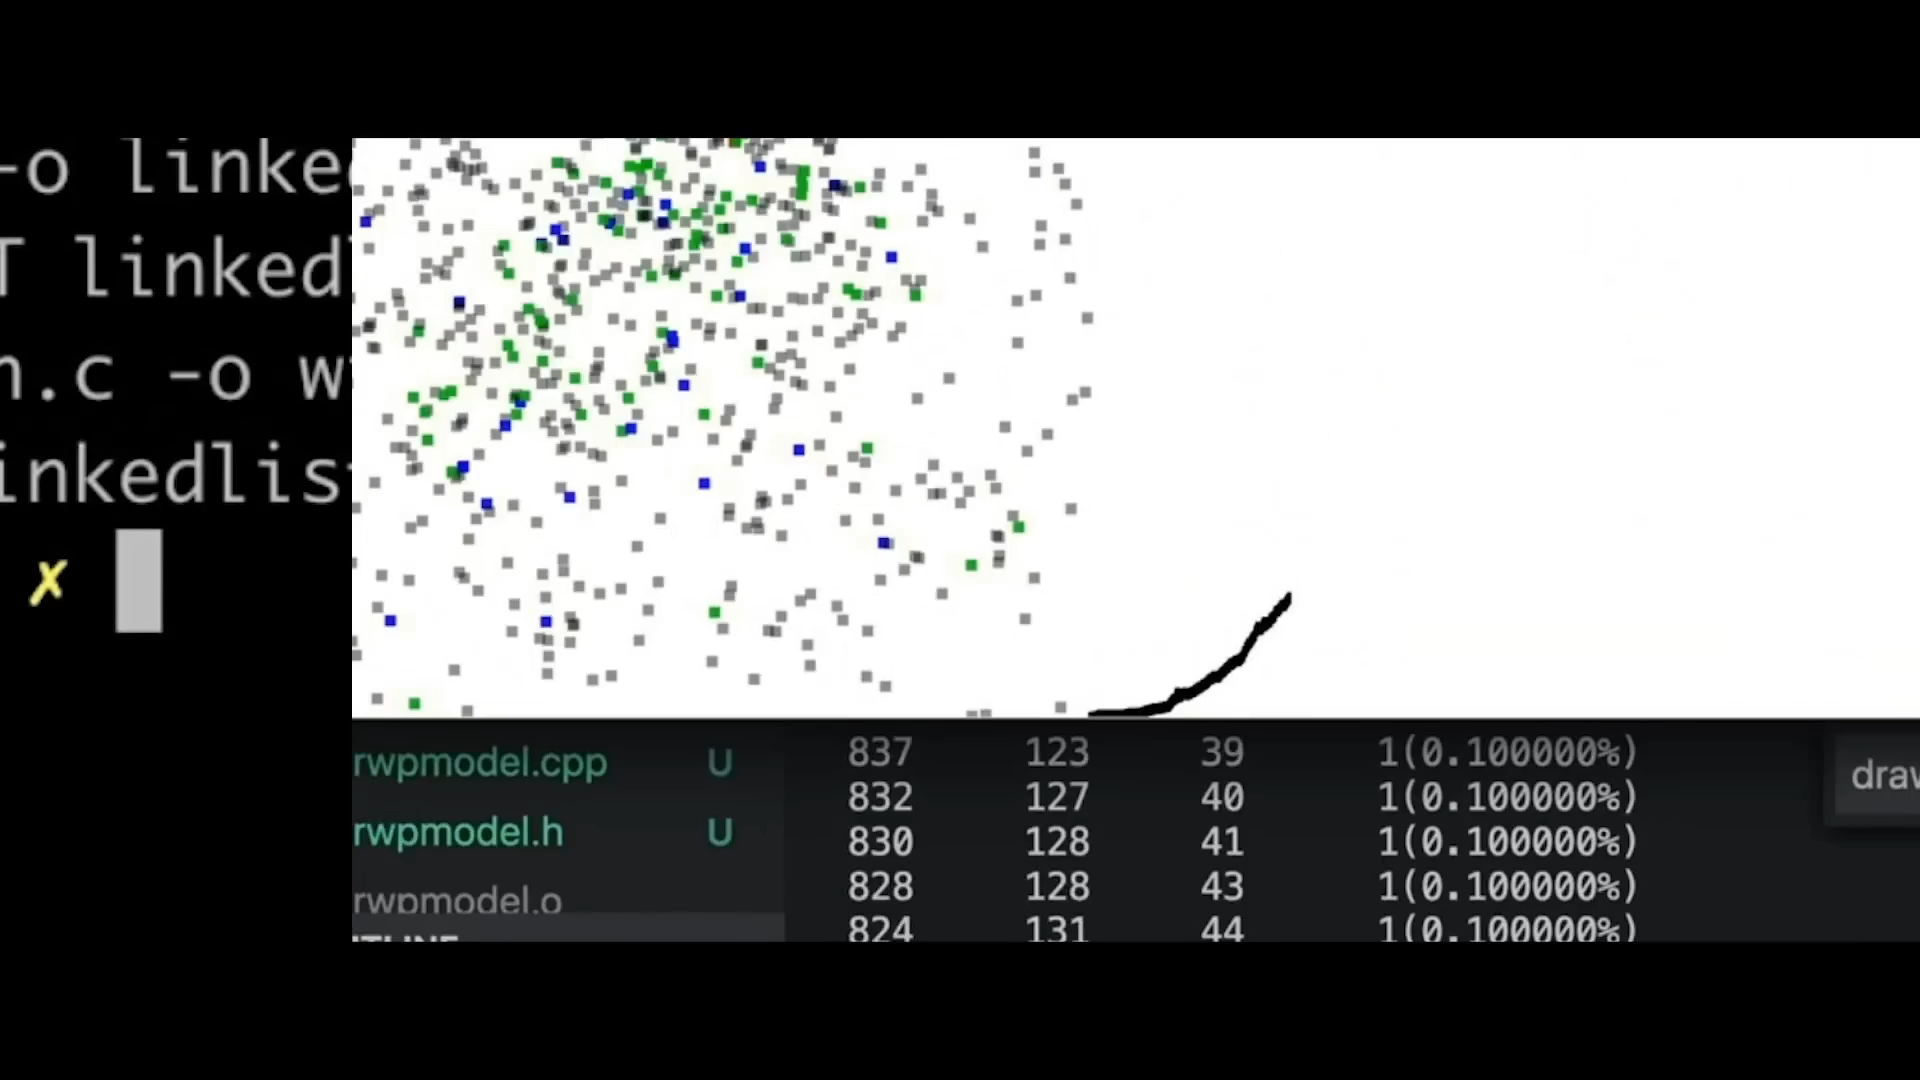 -o linke
T linked
.c -o w
inkedlis
✗
rwpmodel.cpp U
rwpmodel.h U
rwpmodel.o
837 123 39 1(0.100000%)
832 127 40 1(0.100000%)
830 128 41 1(0.100000%)
828 128 43 1(0.100000%)
824 131 44 1(0.100000%)
draw